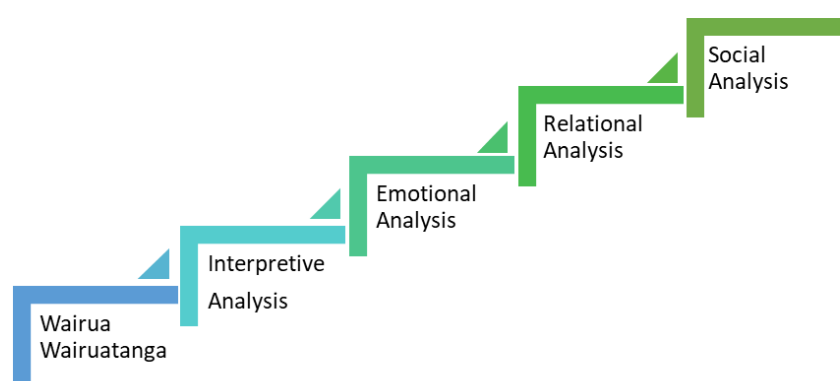 Social
Analysis
Relational
Analysis
Emotional
Analysis
Interpretive
Analysis
Wairua
Wairuatanga